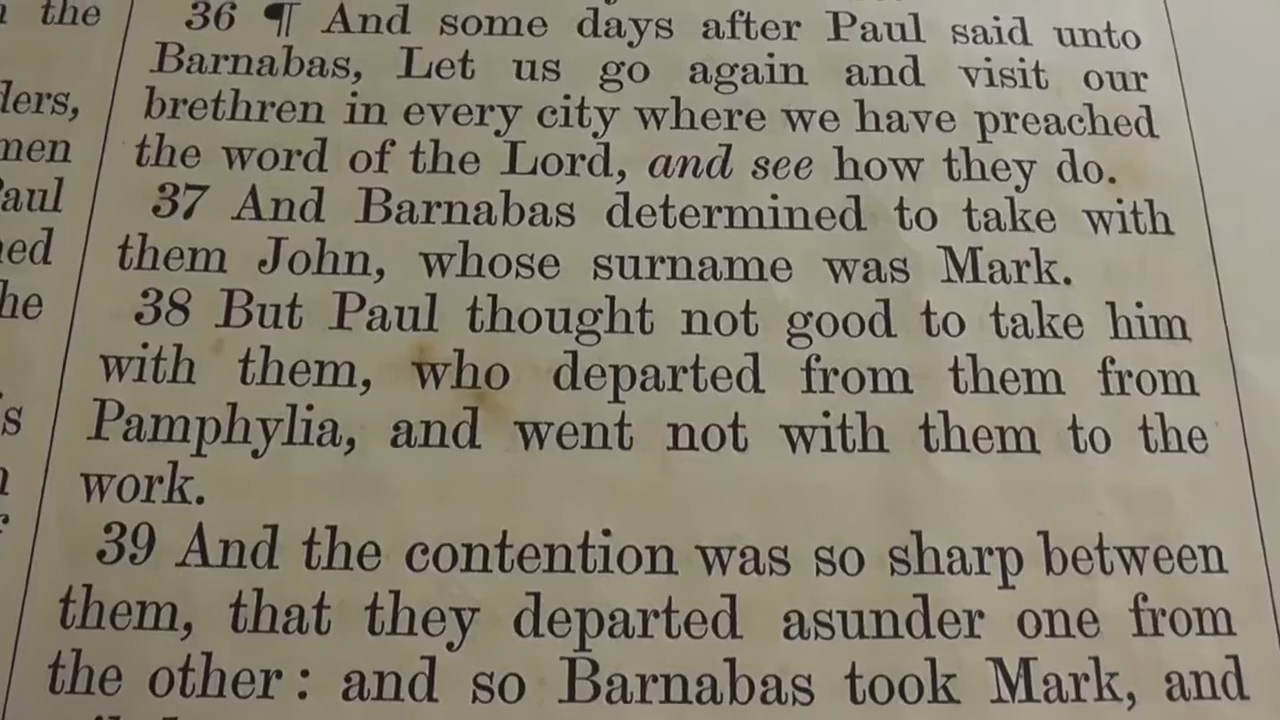 the
ders,
men
ed
he
36 ¶ And some days after Paul said unto
Barnabas, Let us go again and visit our
brethren in every city where we have preached
the word of the Lord, and see how they do.
37 And Barnabas determined to take with
them John, whose surname was Mark.
38 But Paul thought not good to take him
with them, who departed from them from
Pamphylia, and went not with them to the
work.
39 And the contention was so sharp between
them, that they departed asunder one from
the other: and so Barnabas took Mark, and